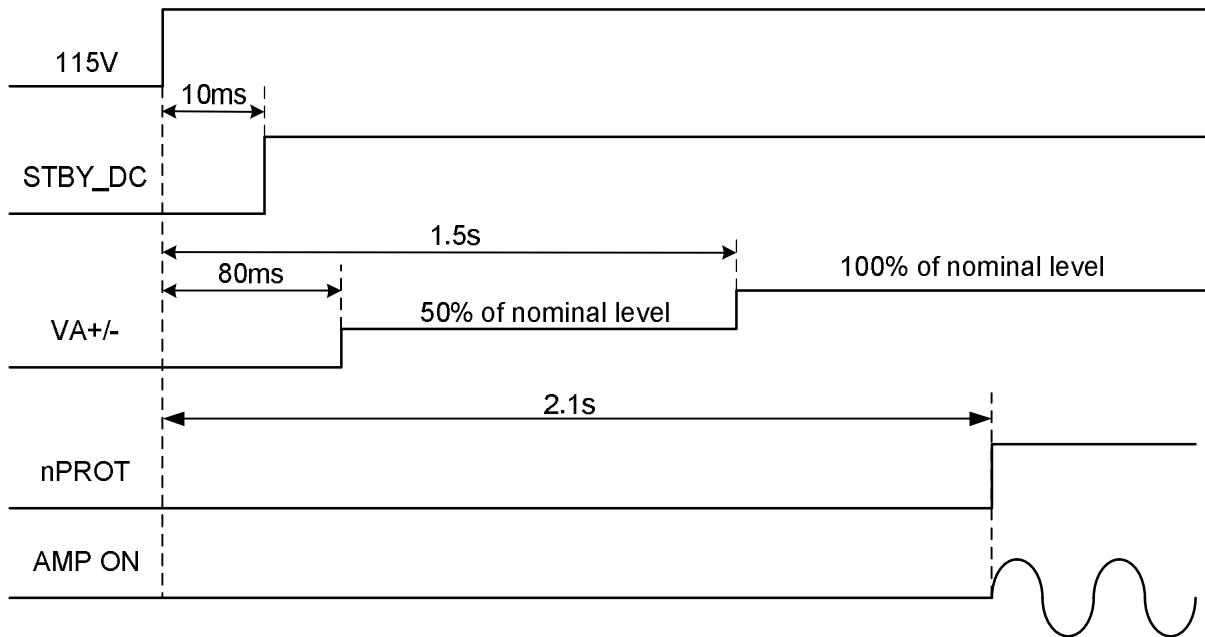 115V
10ms
STBY_DC
1.5s
80ms
100% of nominal level
50% of nominal level
VA+/-
2.1s
nPROT
AMP ON